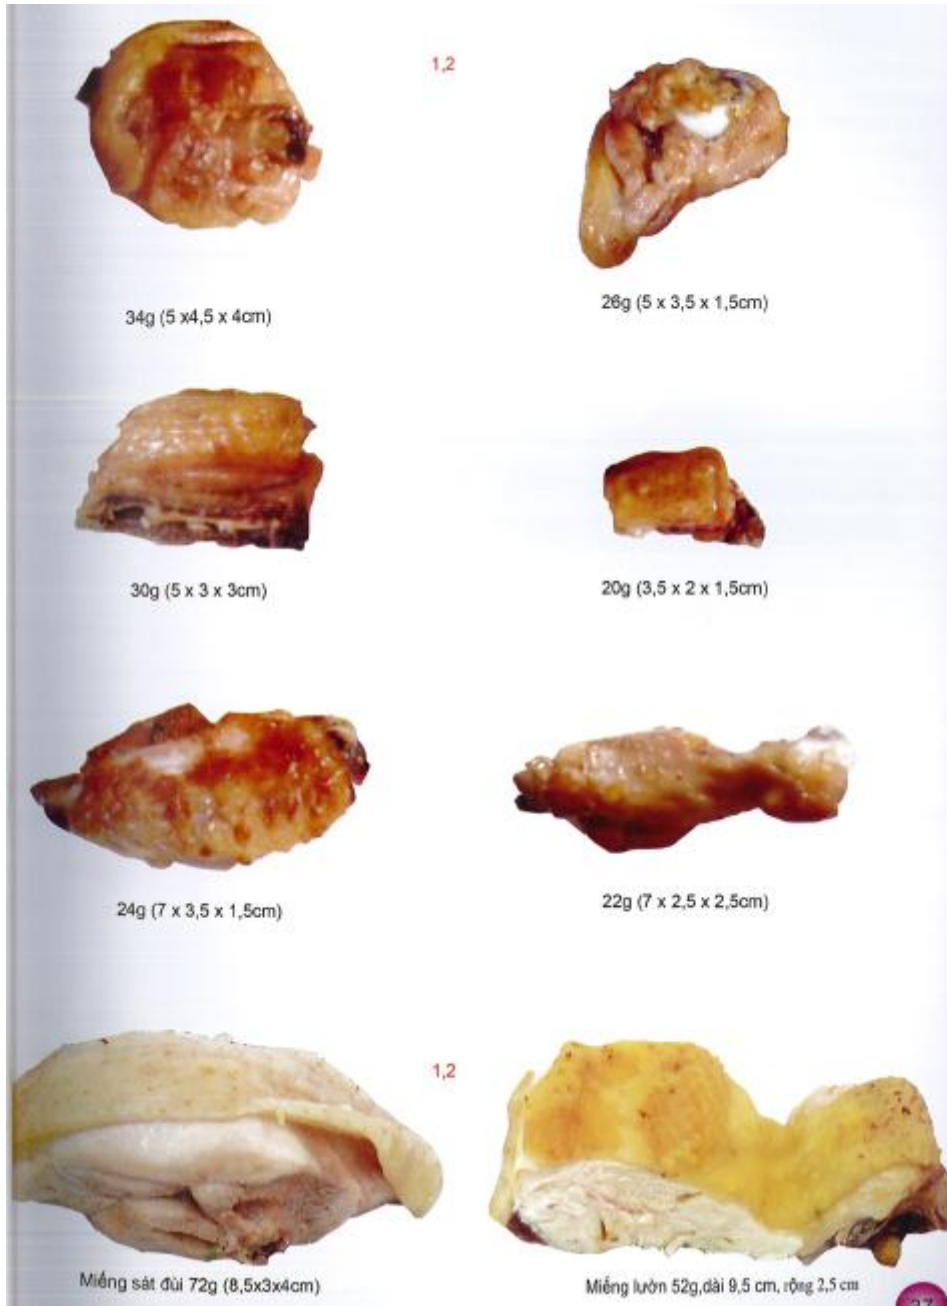 1,2
34g (5 x4,5 x 4cm)
26g (5 x 3,5 x 1,5cm)
30g (5 x 3 x 3cm)
20g (3,5 x 2 x 1,5cm)
24g (7 x 3,5 x 1,5cm)
22g (7 x 2,5 x 2,5cm)
1,2
Miếng sát đùi 72g (8,5x3x4cm)
Miếng lườn 52g,dài 9,5 cm, rộng 2,5 cm